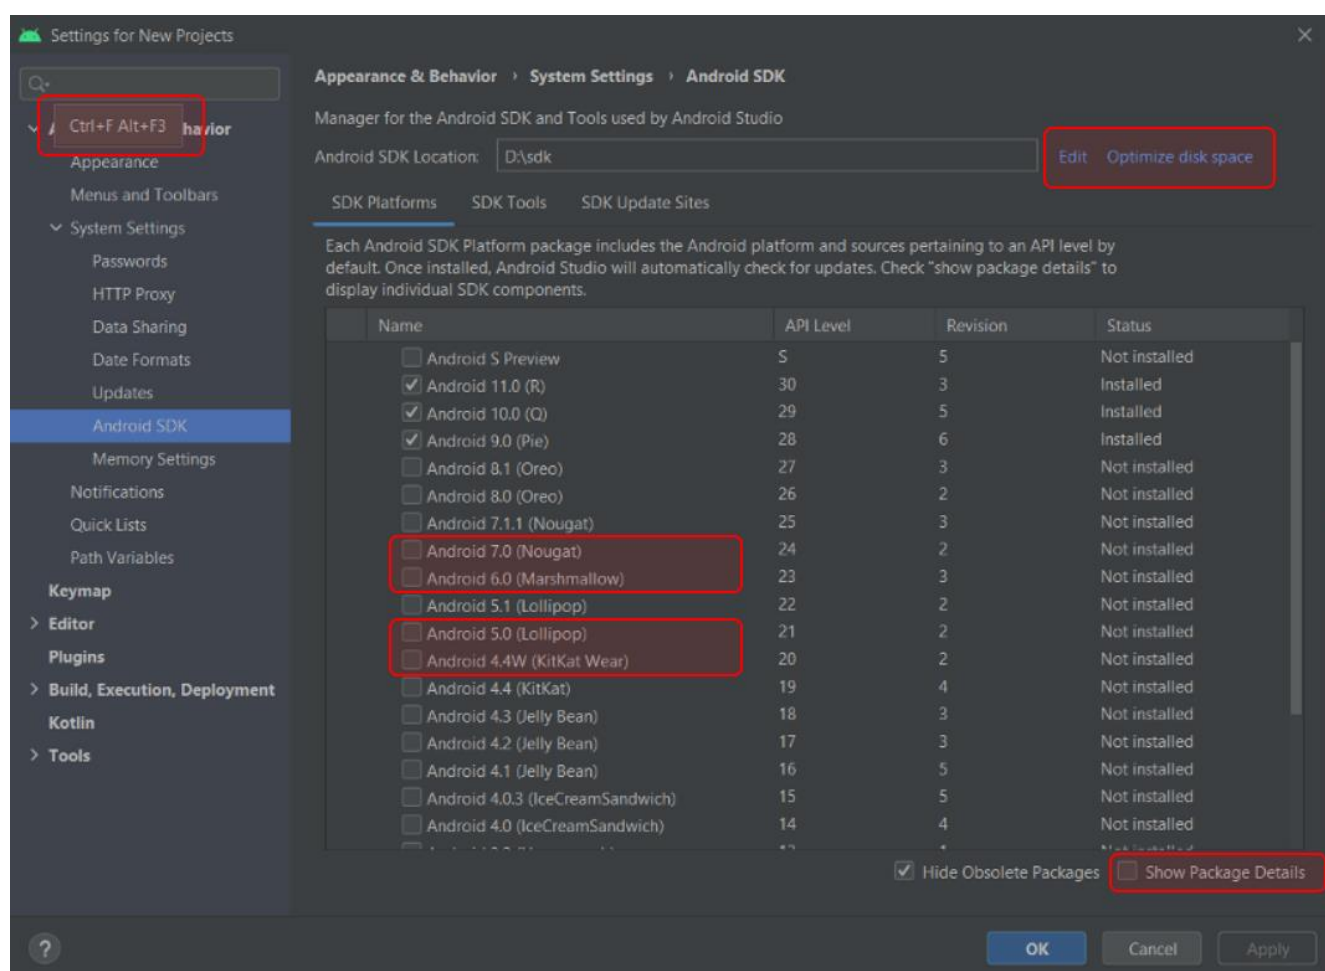 Settings for New Projects
Ctrl+F Alt+F3
havior
Appearance
Menus and Toolbars
System Settings
Passwords
HTTP Proxy
Data Sharing
Date Formats
Updates
Android SDK
Memory Settings
Notifications
Quick Lists
Path Variables
Keymap
Editor
Plugins
Build, Execution, Deployment
Kotlin
Tools
Appearance & Behavior › System Settings › Android SDK
Manager for the Android SDK and Tools used by Android Studio
Android SDK Location: D:\sdk Edit Optimize disk space
SDK Platforms SDK Tools SDK Update Sites
Each Android SDK Platform package includes the Android platform and sources pertaining to an API level by
default. Once installed, Android Studio will automatically check for updates. Check "show package details" to
display individual SDK components.
Name API Level Revision Status
Android S Preview S 5 Not installed
Android 11.0 (R) 30 3 Installed
Android 10.0 (Q) 29 5 Installed
Android 9.0 (Pie) 28 6 Installed
Android 8.1 (Oreo) 27 3 Not installed
Android 8.0 (Oreo) 26 2 Not installed
Android 7.1.1 (Nougat) 25 3 Not installed
Android 7.0 (Nougat) 24 2 Not installed
Android 6.0 (Marshmallow) 23 3 Not installed
Android 5.1 (Lollipop) 22 2 Not installed
Android 5.0 (Lollipop) 21 2 Not installed
Android 4.4W (KitKat Wear) 20 2 Not installed
Android 4.4 (KitKat) 19 4 Not installed
Android 4.3 (Jelly Bean) 18 3 Not installed
Android 4.2 (Jelly Bean) 17 3 Not installed
Android 4.1 (Jelly Bean) 16 5 Not installed
Android 4.0.3 (IceCreamSandwich) 15 5 Not installed
Android 4.0 (IceCreamSandwich) 14 4 Not installed
Hide Obsolete Packages Show Package Details
? OK Cancel Apply